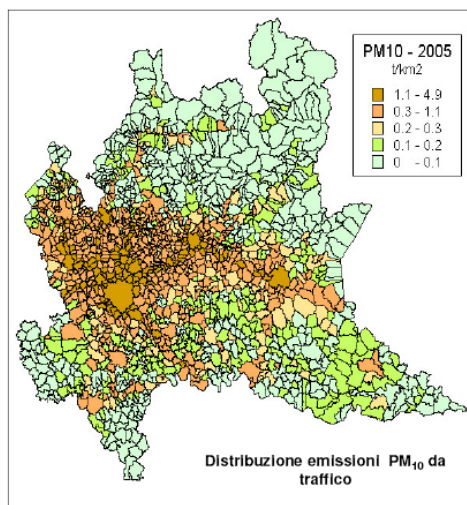 PM10 - 2005
t/km2
1.1 - 4.9
0.3 - 1.1
0.2 - 0.3
0.1 - 0.2
0 - 0.1
Distribuzione emissioni PM₁₀ da
traffico